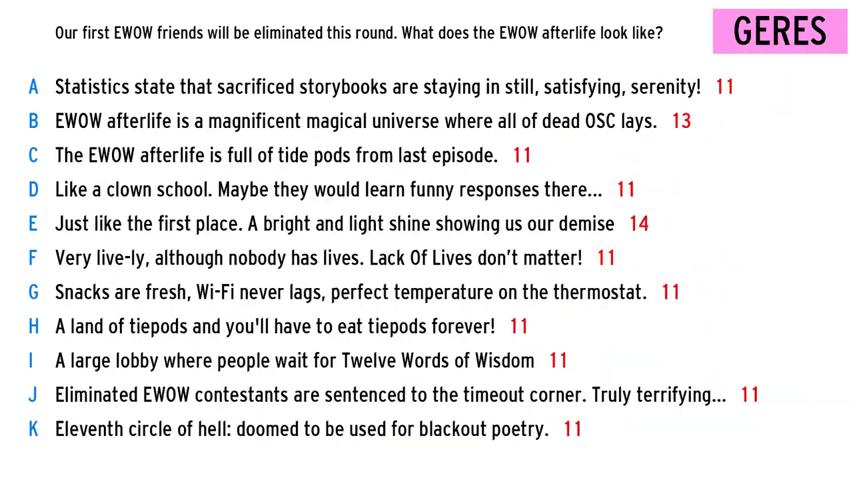 Our first EWOW friends will be eliminated this round. What does the EWOW afterlife look like?
GERES
A Statistics state that sacrificed storybooks are staying in still, satisfying, serenity! 11
B EWOW afterlife is a magnificent magical universe where all of dead OSC lays. 13
C The EWOW afterlife is full of tide pods from last episode. 11
D Like a clown school. Maybe they would learn funny responses there... 11
E Just like the first place. A bright and light shine showing us our demise 14
F Very live-ly, although nobody has lives. Lack Of Lives don't matter! 11
G Snacks are fresh, Wi-Fi never lags, perfect temperature on the thermostat. 11
H A land of tiepods and you'll have to eat tiepods forever! 11
I A large lobby where people wait for Twelve Words of Wisdom 11
J Eliminated EWOW contestants are sentenced to the timeout corner. Truly terrifying... 11
K Eleventh circle of hell: doomed to be used for blackout poetry. 11